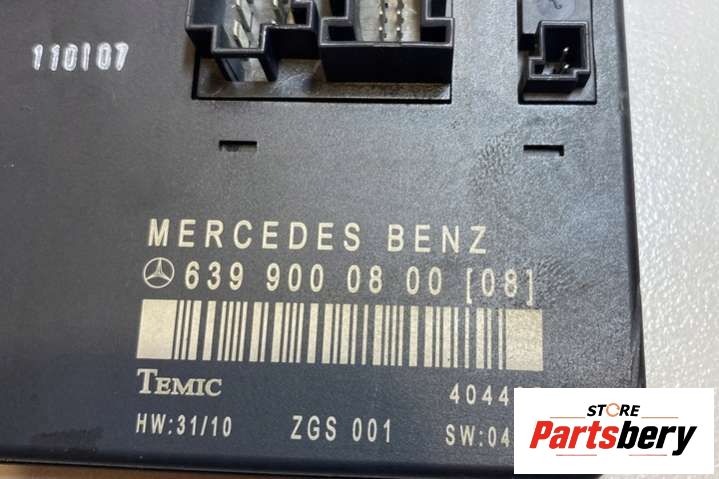 110107
MERCEDES BENZ
639 900 08 00 [08]
TEMIC
HW:31/10 ZGS 001
STORE
Partsbery